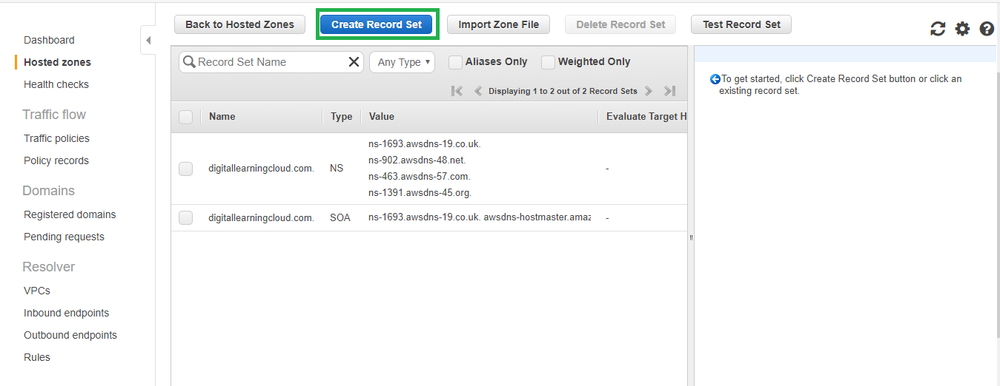 Dashboard
Hosted zones
Health checks
Traffic flow
Traffic policies
Policy records
Domains
Registered domains
Pending requests
Resolver
VPCs
Inbound endpoints
Outbound endpoints
Rules
Back to Hosted Zones Create Record Set Import Zone File Delete Record Set Test Record Set
Record Set Name Any Type Aliases Only Weighted Only
Displaying 1 to 2 out of 2 Record Sets
Name Type Value Evaluate Target H
digitallearningcloud.com. NS
ns-1693.awsdns-19.co.uk.
ns-902.awsdns-48.net.
ns-463.awsdns-57.com.
ns-1391.awsdns-45.org.
-
digitallearningcloud.com. SOA ns-1693.awsdns-19.co.uk. awsdns-hostmaster.amaz -
To get started, click Create Record Set button or click an
existing record set.